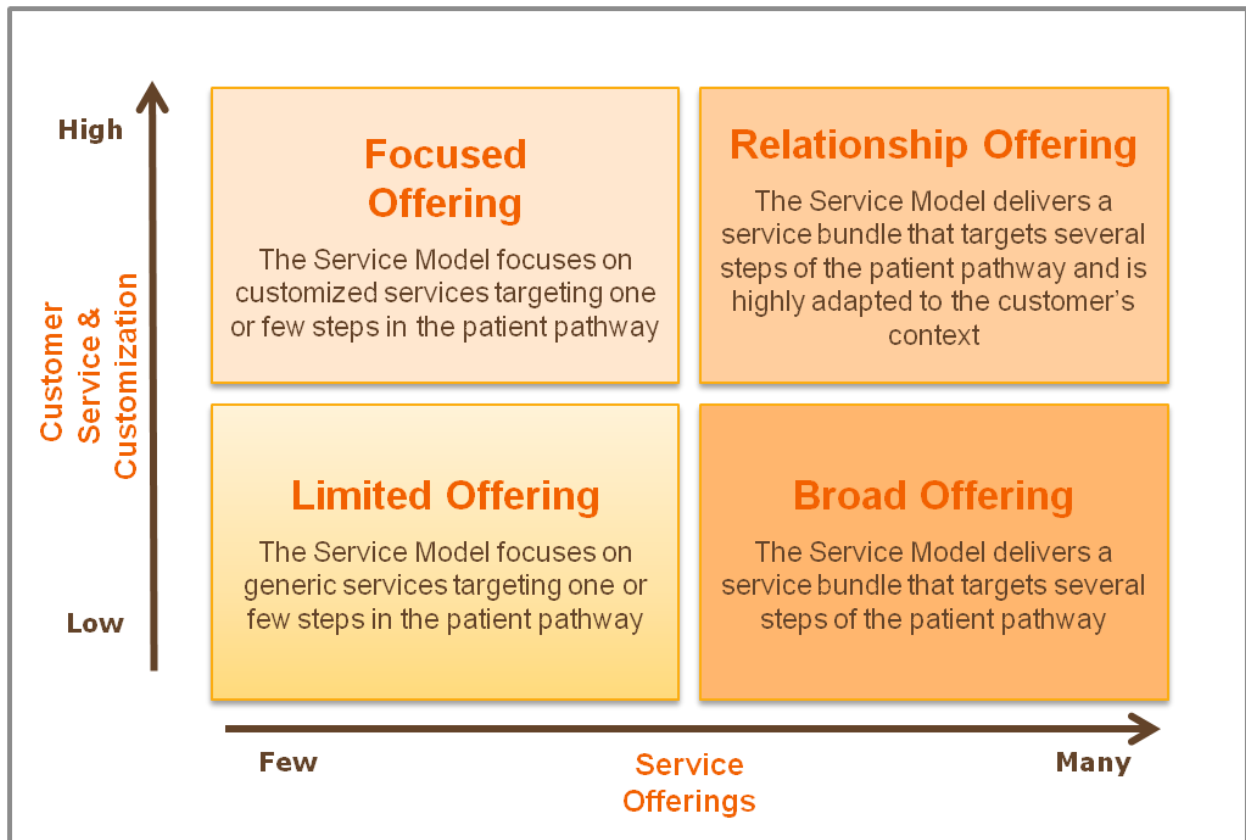 High
Customer
Service &
Customization
Low
Focused
Offering
The Service Model focuses on
customized services targeting one
or few steps in the patient pathway
Relationship Offering
The Service Model delivers a
service bundle that targets several
steps of the patient pathway and is
highly adapted to the customer’s
context
Limited Offering
The Service Model focuses on
generic services targeting one or
few steps in the patient pathway
Broad Offering
The Service Model delivers a
service bundle that targets several
steps of the patient pathway
Few
Service
Offerings
Many